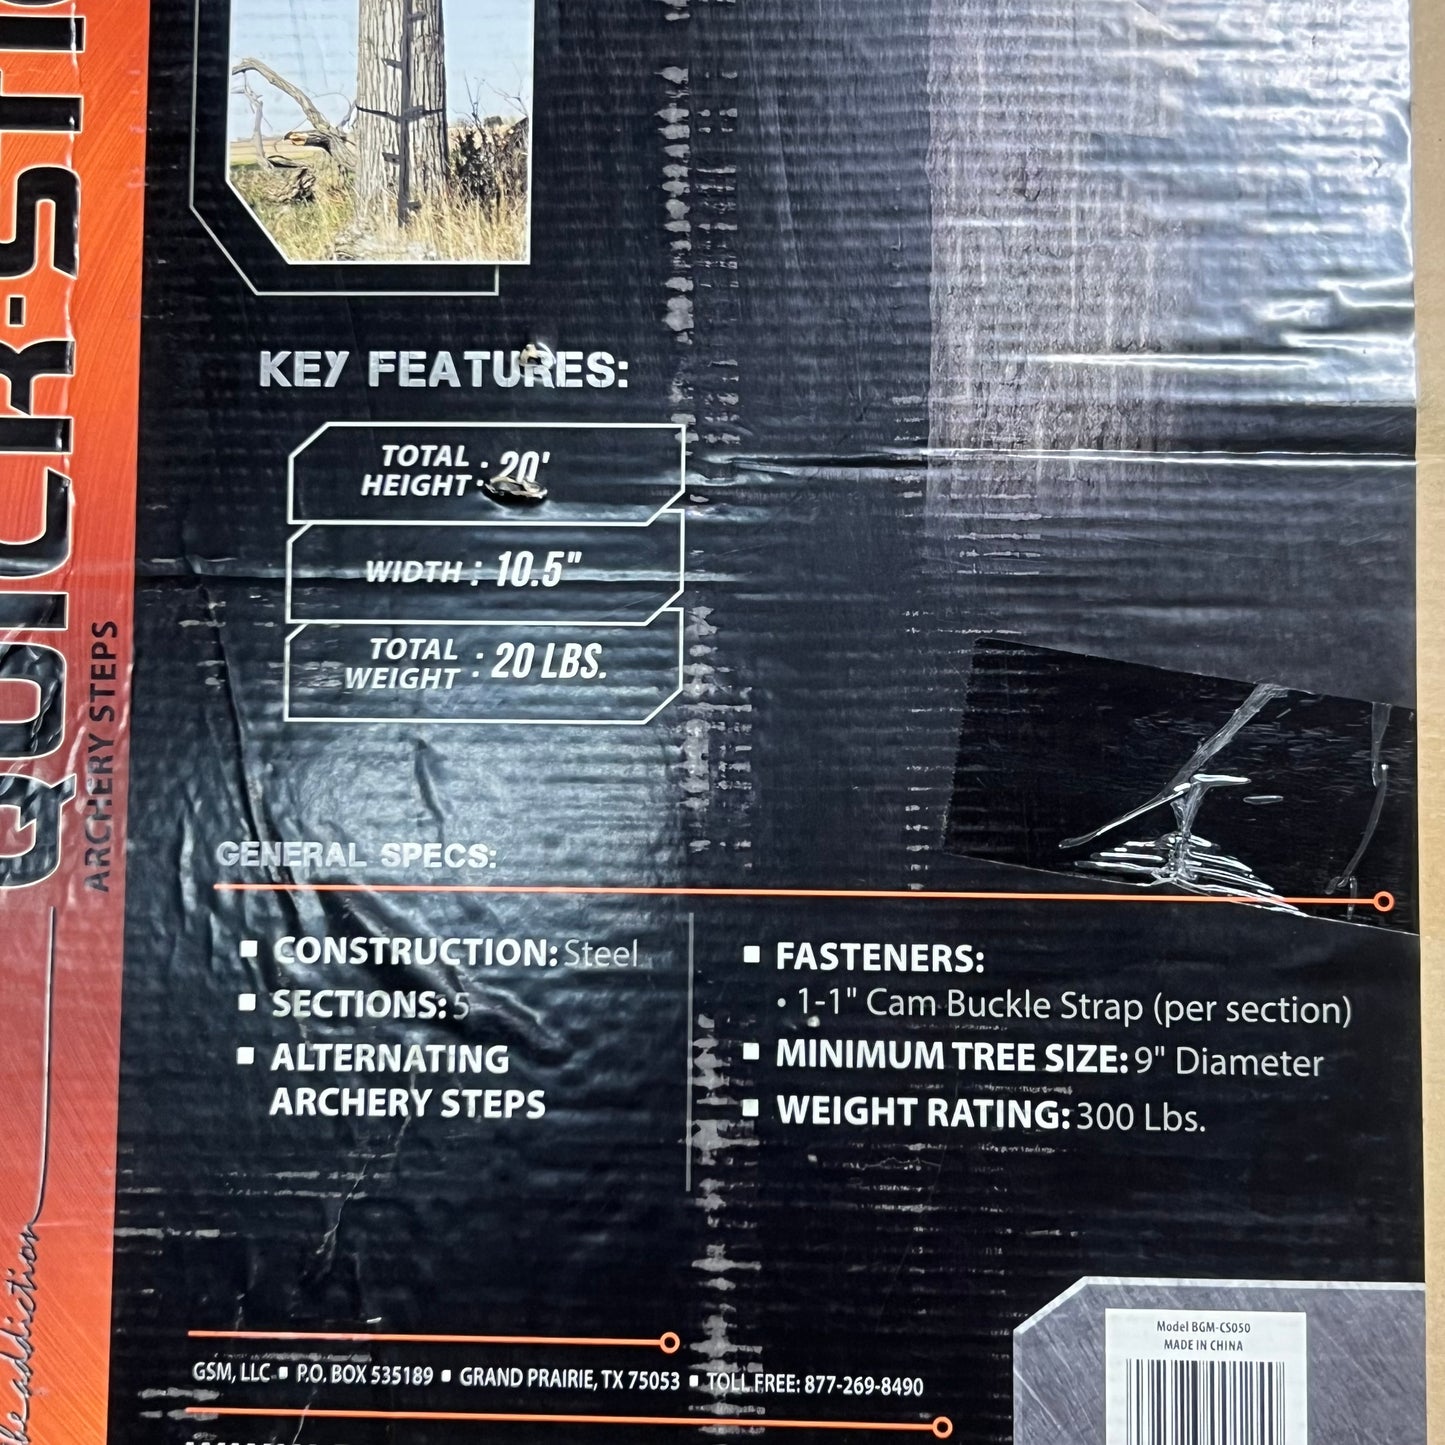 QUICK-STIC
ARCHERY STEPS
KEY FEATURES:
TOTAL HEIGHT : 20'
WIDTH : 10.5"
TOTAL WEIGHT : 20 LBS.
GENERAL SPECS:
▪ CONSTRUCTION: Steel
▪ SECTIONS: 5
▪ ALTERNATING
ARCHERY STEPS
▪ FASTENERS:
• 1-1" Cam Buckle Strap (per section)
▪ MINIMUM TREE SIZE: 9" Diameter
▪ WEIGHT RATING: 300 Lbs.
Model BGM-CS050
MADE IN CHINA
GSM, LLC ▪ P.O. BOX 535189 ▪ GRAND PRAIRIE, TX 75053 ▪ TOLL FREE: 877-269-8490
addiction